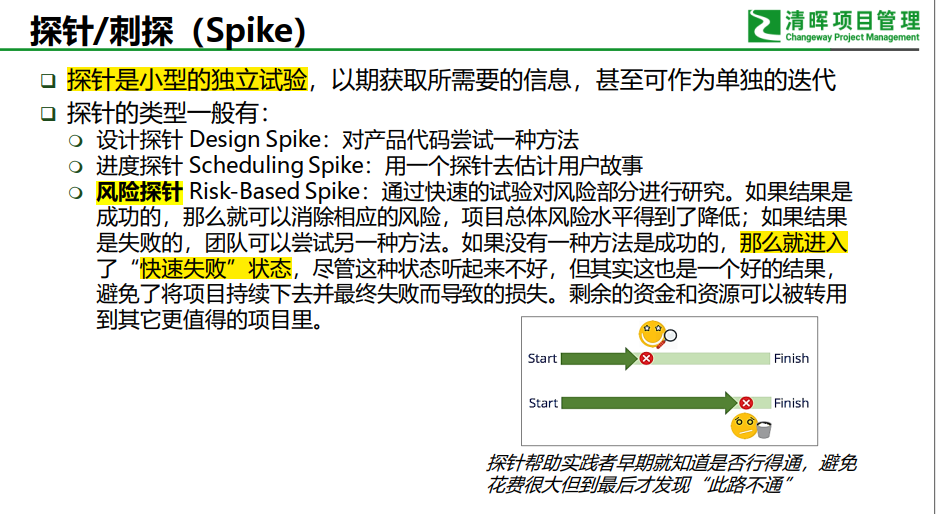 探针/刺探（Spike）
清晖项目管理
Changeway Project Management
探针是小型的独立试验，以期获取所需要的信息，甚至可作为单独的迭代
探针的类型一般有：
设计探针 Design Spike：对产品代码尝试一种方法
进度探针 Scheduling Spike：用一个探针去估计用户故事
风险探针 Risk-Based Spike：通过快速的试验对风险部分进行研究。如果结果是
成功的，那么就可以消除相应的风险，项目总体风险水平得到了降低；如果结果
是失败的，团队可以尝试另一种方法。如果没有一种方法是成功的，那么就进入
了“快速失败”状态，尽管这种状态听起来不好，但其实这也是一个好的结果，
避免了将项目持续下去并最终失败而导致的损失。剩余的资金和资源可以被转用
到其它更值得的项目里。
Start Finish
Start Finish
探针帮助实践者早期就知道是否行得通，避免
花费很大但到最后才发现“此路不通”